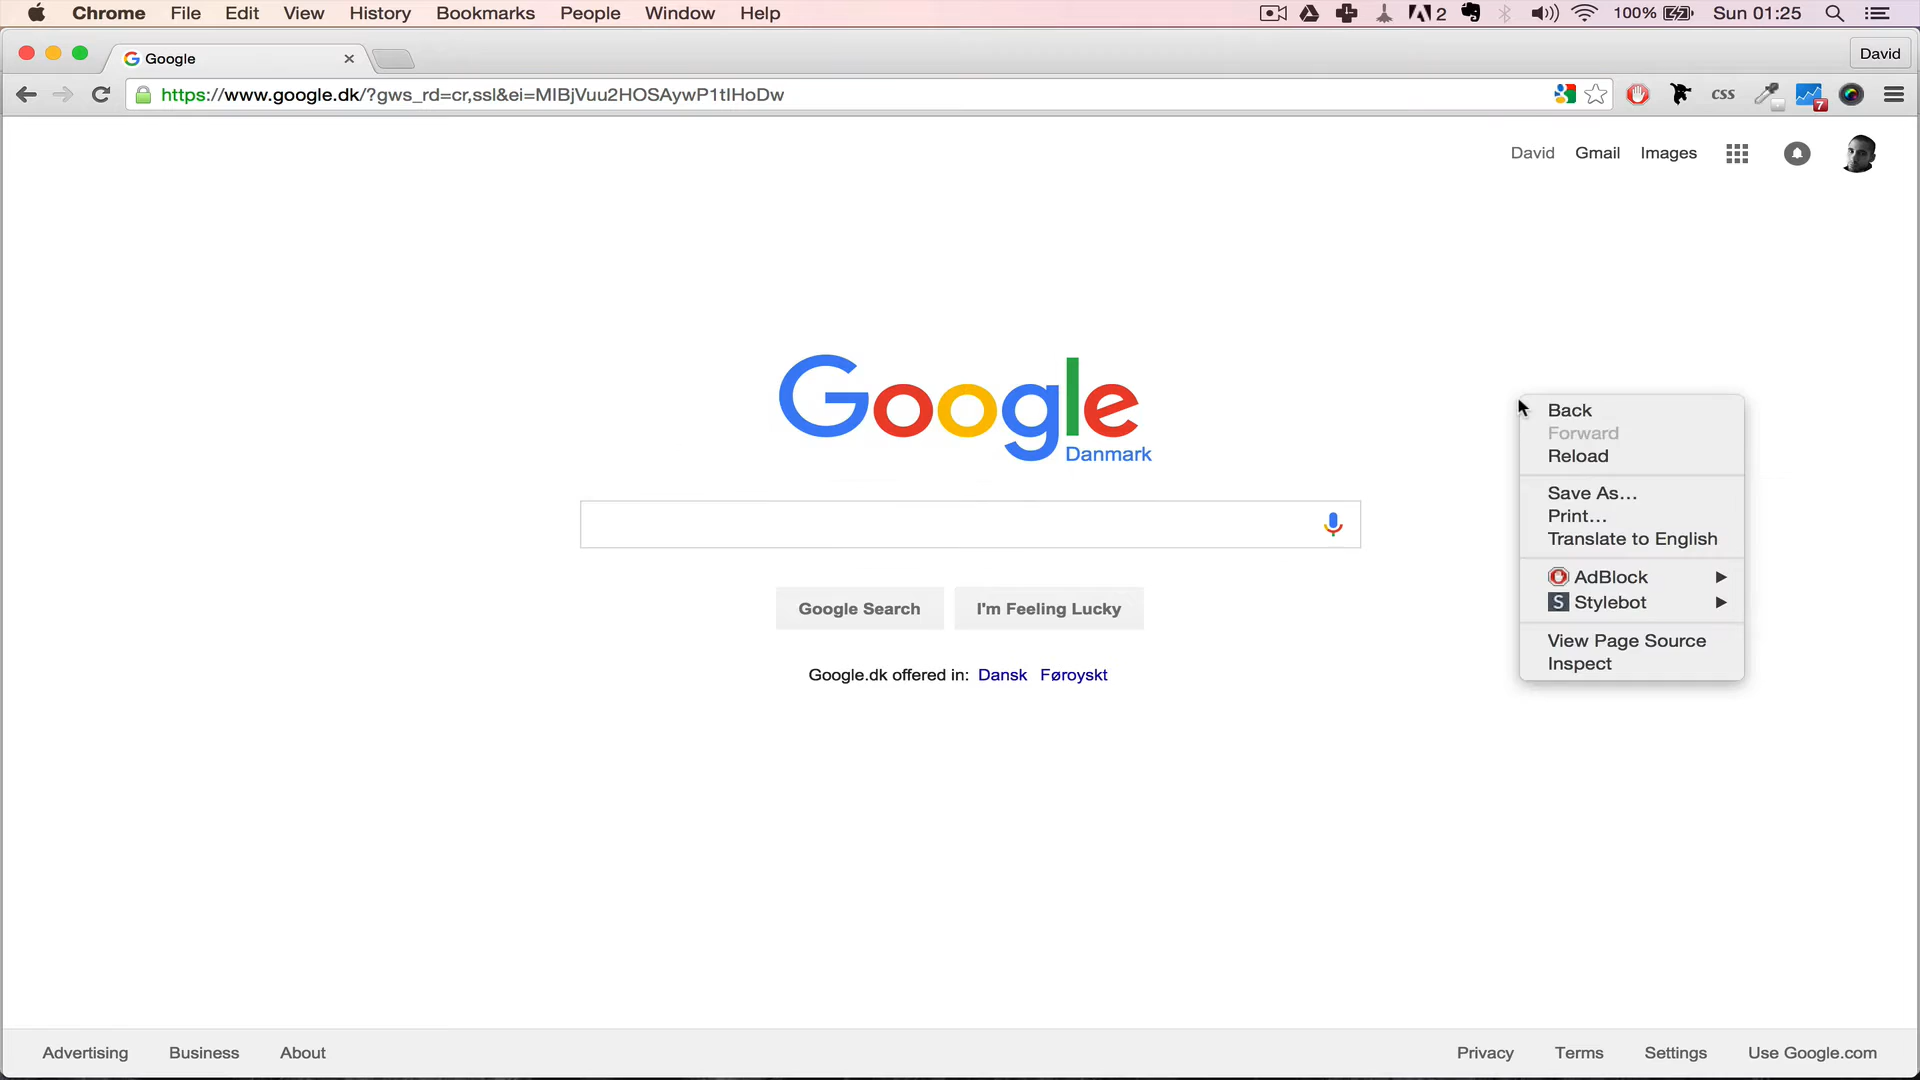 Chrome File Edit View History Bookmarks People Window Help 2 100% Sun 01:25
Google David
https://www.google.dk/?gws_rd=cr,ssl&ei=MIBjVuu2HOSAywP1tIHoDw css 7
David Gmail Images
Google
Danmark
Back
Forward
Reload
Save As...
Print...
Translate to English
AdBlock
S Stylebot
View Page Source
Inspect
Google Search I'm Feeling Lucky
Google.dk offered in: Dansk Føroyskt
Advertising Business About Privacy Terms Settings Use Google.com